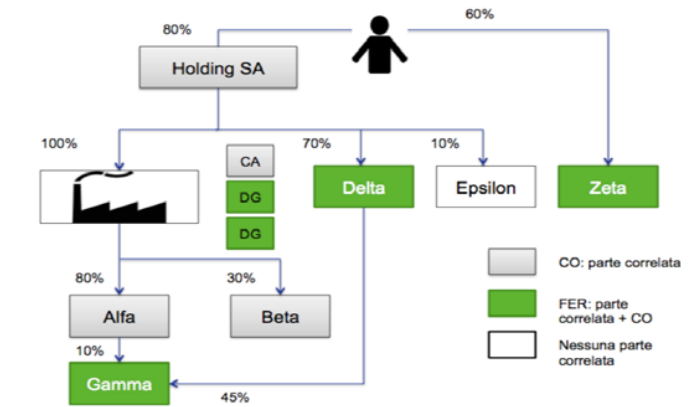 60%
80%
Holding SA
100%
70%
10%
CA
DG
DG
Delta
Epsilon
Zeta
CO: parte correlata
FER: parte
correlata + CO
Nessuna parte
correlata
80%
30%
Alfa
Beta
10%
Gamma
45%